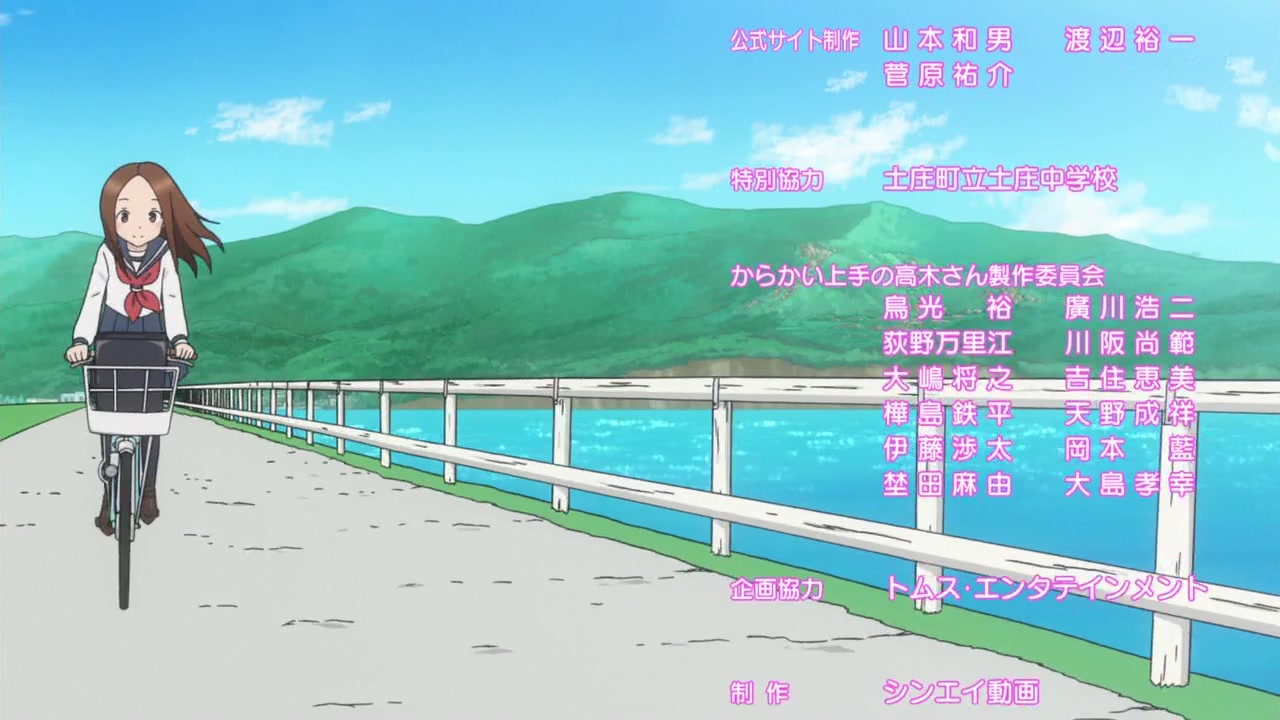 公式サイト制作 山本和男 渡辺裕一
菅原祐介
特別協力 土庄町立土庄中学校
からかい上手の高木さん製作委員会
鳥光 裕 廣川浩二
荻野万里江 川阪尚範
大嶋将之 吉住恵美
樺島鉄平 天野成祥
伊藤渉太 岡本 藍
埜田麻由 大島孝幸
企画協力 トムス・エンタテインメント
制作 シンエイ動画